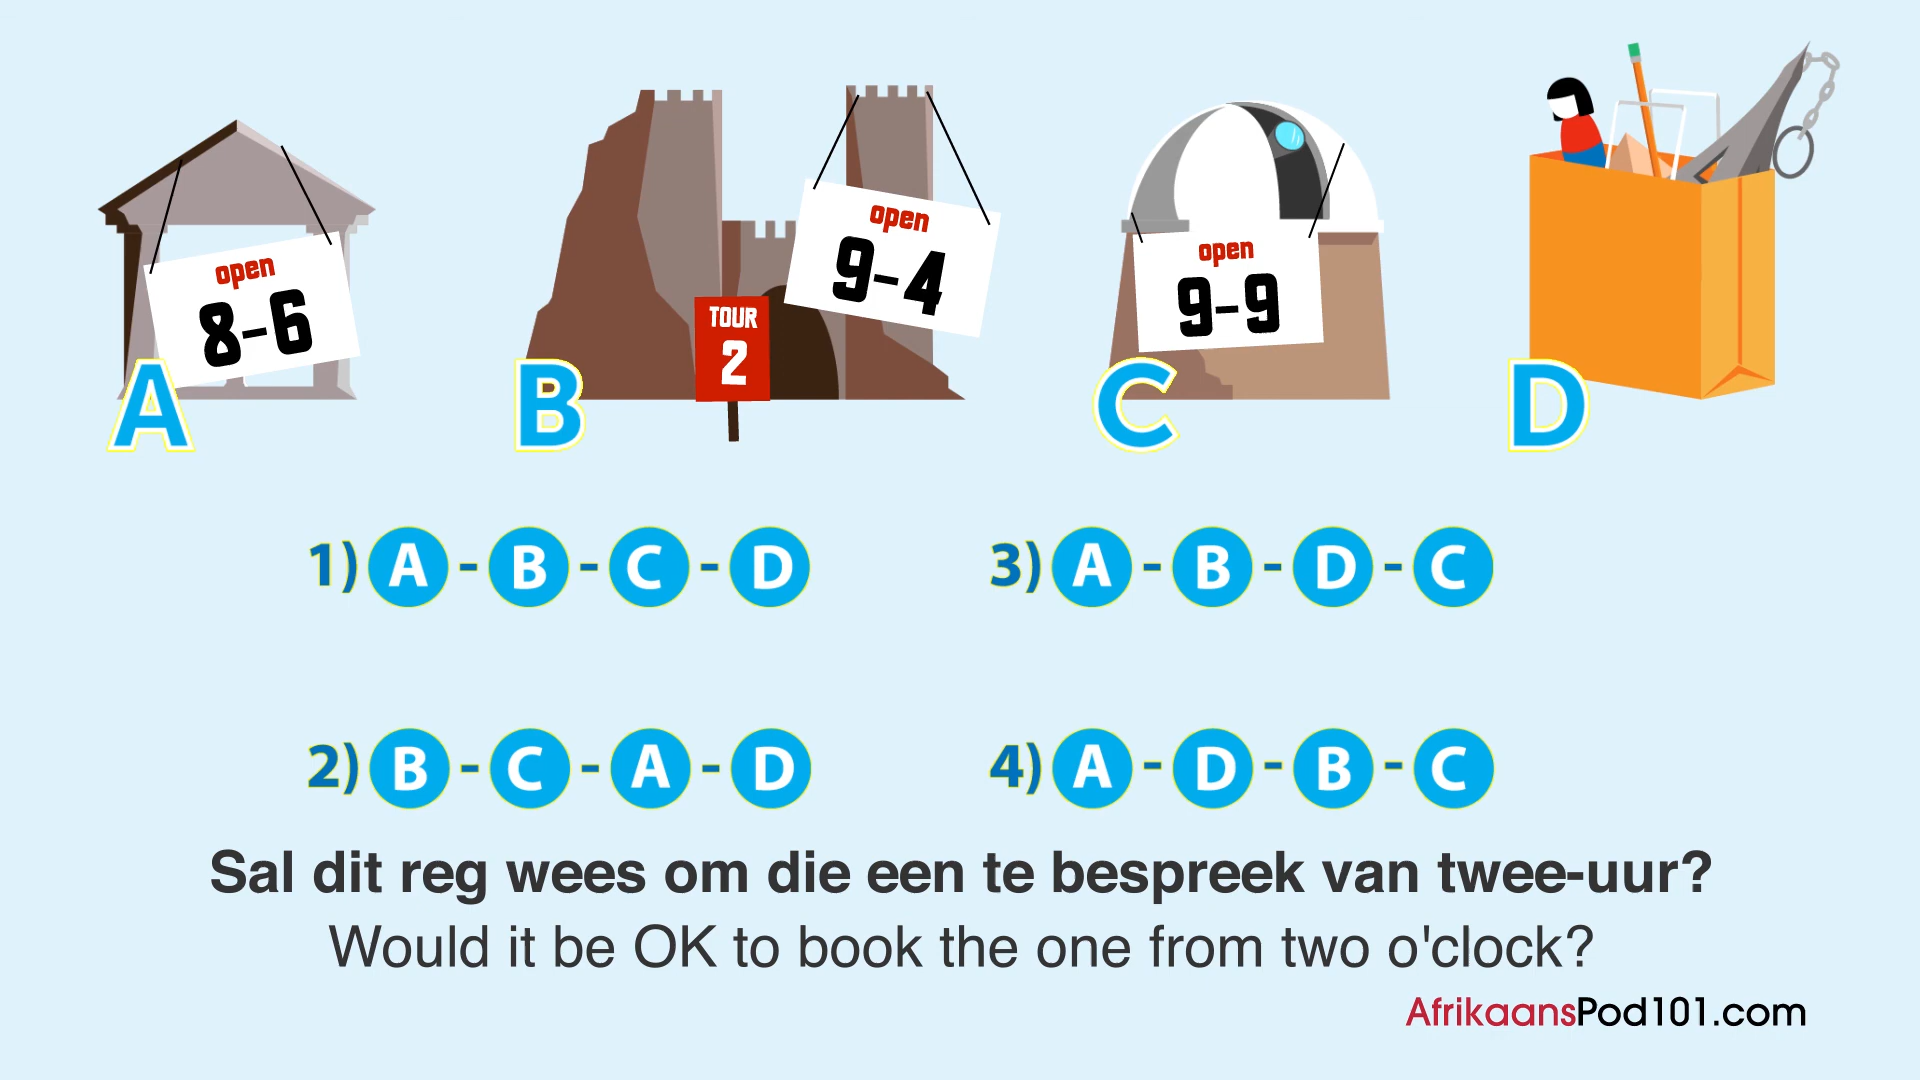 open
8-6
A
open
9-4
TOUR
2
B
open
9-9
C
D
1) A - B - C - D
3) A - B - D - C
2) B - C - A - D
4) A - D - B - C
Sal dit reg wees om die een te bespreek van twee-uur?
Would it be OK to book the one from two o'clock?
AfrikaansPod101.com